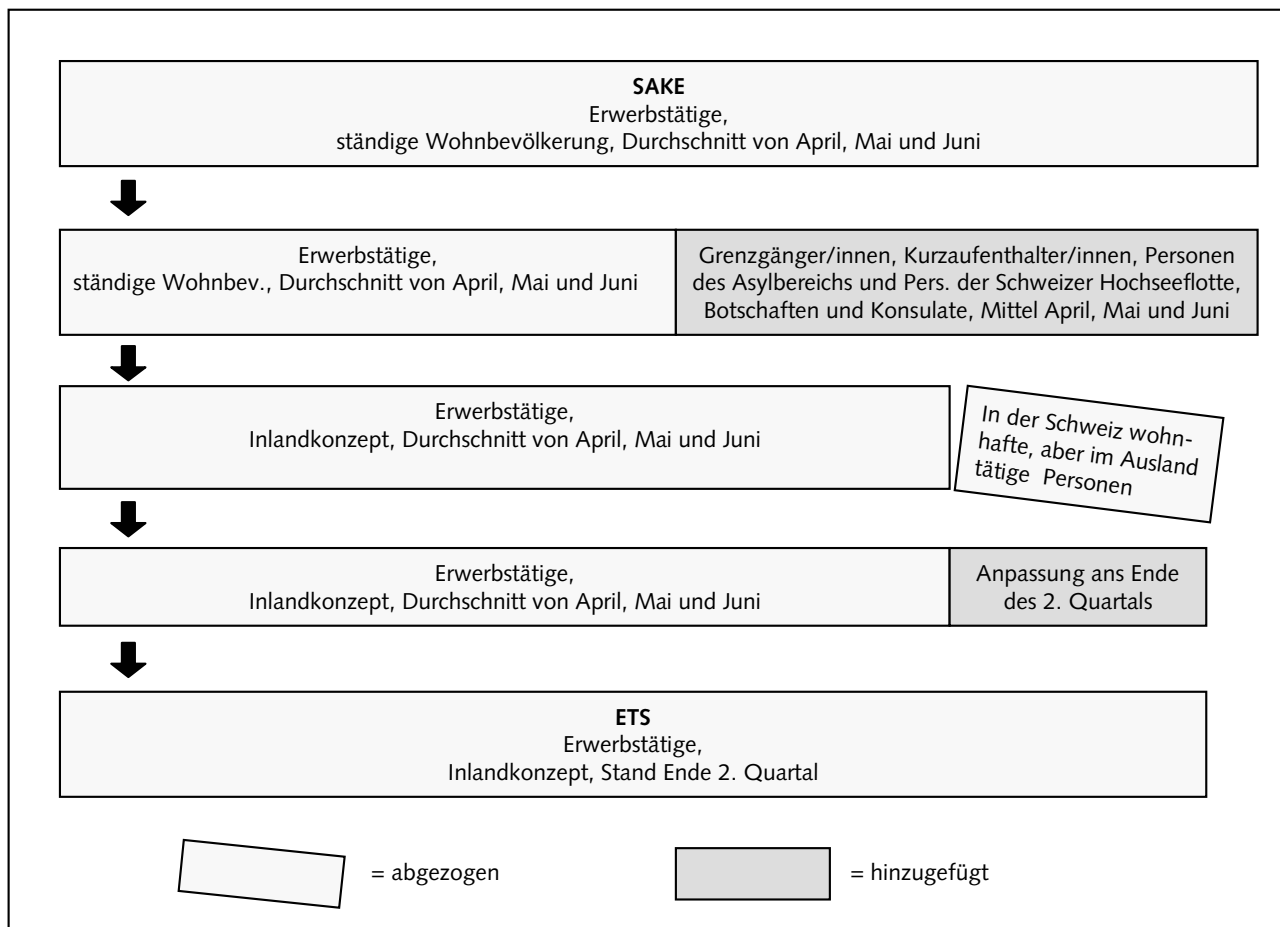 SAKE
Erwerbstätige,
ständige Wohnbevölkerung, Durchschnitt von April, Mai und Juni
Erwerbstätige,
ständige Wohnbev., Durchschnitt von April, Mai und Juni
Grenzgänger/innen, Kurzaufenthalter/innen, Personen
des Asylbereichs und Pers. der Schweizer Hochseeflotte,
Botschaften und Konsulate, Mittel April, Mai und Juni
Erwerbstätige,
Inlandkonzept, Durchschnitt von April, Mai und Juni
In der Schweiz wohn-
hafte, aber im Ausland
tätige Personen
Erwerbstätige,
Inlandkonzept, Durchschnitt von April, Mai und Juni
Anpassung ans Ende
des 2. Quartals
ETS
Erwerbstätige,
Inlandkonzept, Stand Ende 2. Quartal
= abgezogen
= hinzugefügt